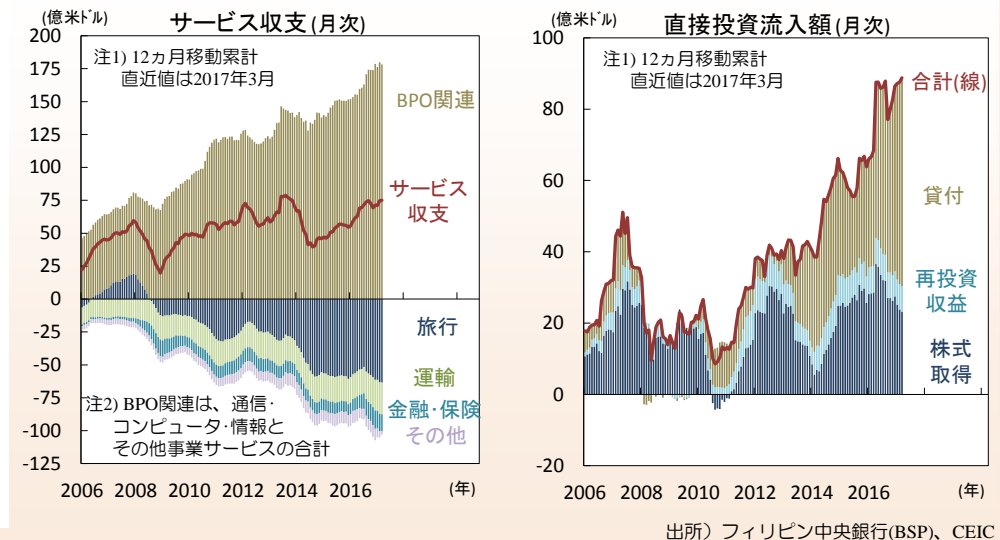 サービス収支(月次)
(億米ドル)
200
175
150
125
100
75
50
25
0
-25
-50
-75
-100
-125
注1) 12ヵ月移動累計
直近値は2017年3月
BPO関連
サービス
収支
旅行
運輸
金融・保険
その他
注2) BPO関連は、通信・
コンピュータ・情報と
その他事業サービスの合計
2006 2008 2010 2012 2014 2016 (年)
直接投資流入額(月次)
(億米ドル)
100
80
60
40
20
0
-20
注1) 12ヵ月移動累計
直近値は2017年3月
合計(線)
貸付
再投資
収益
株式
取得
2006 2008 2010 2012 2014 2016 (年)
出所）フィリピン中央銀行(BSP)、CEIC